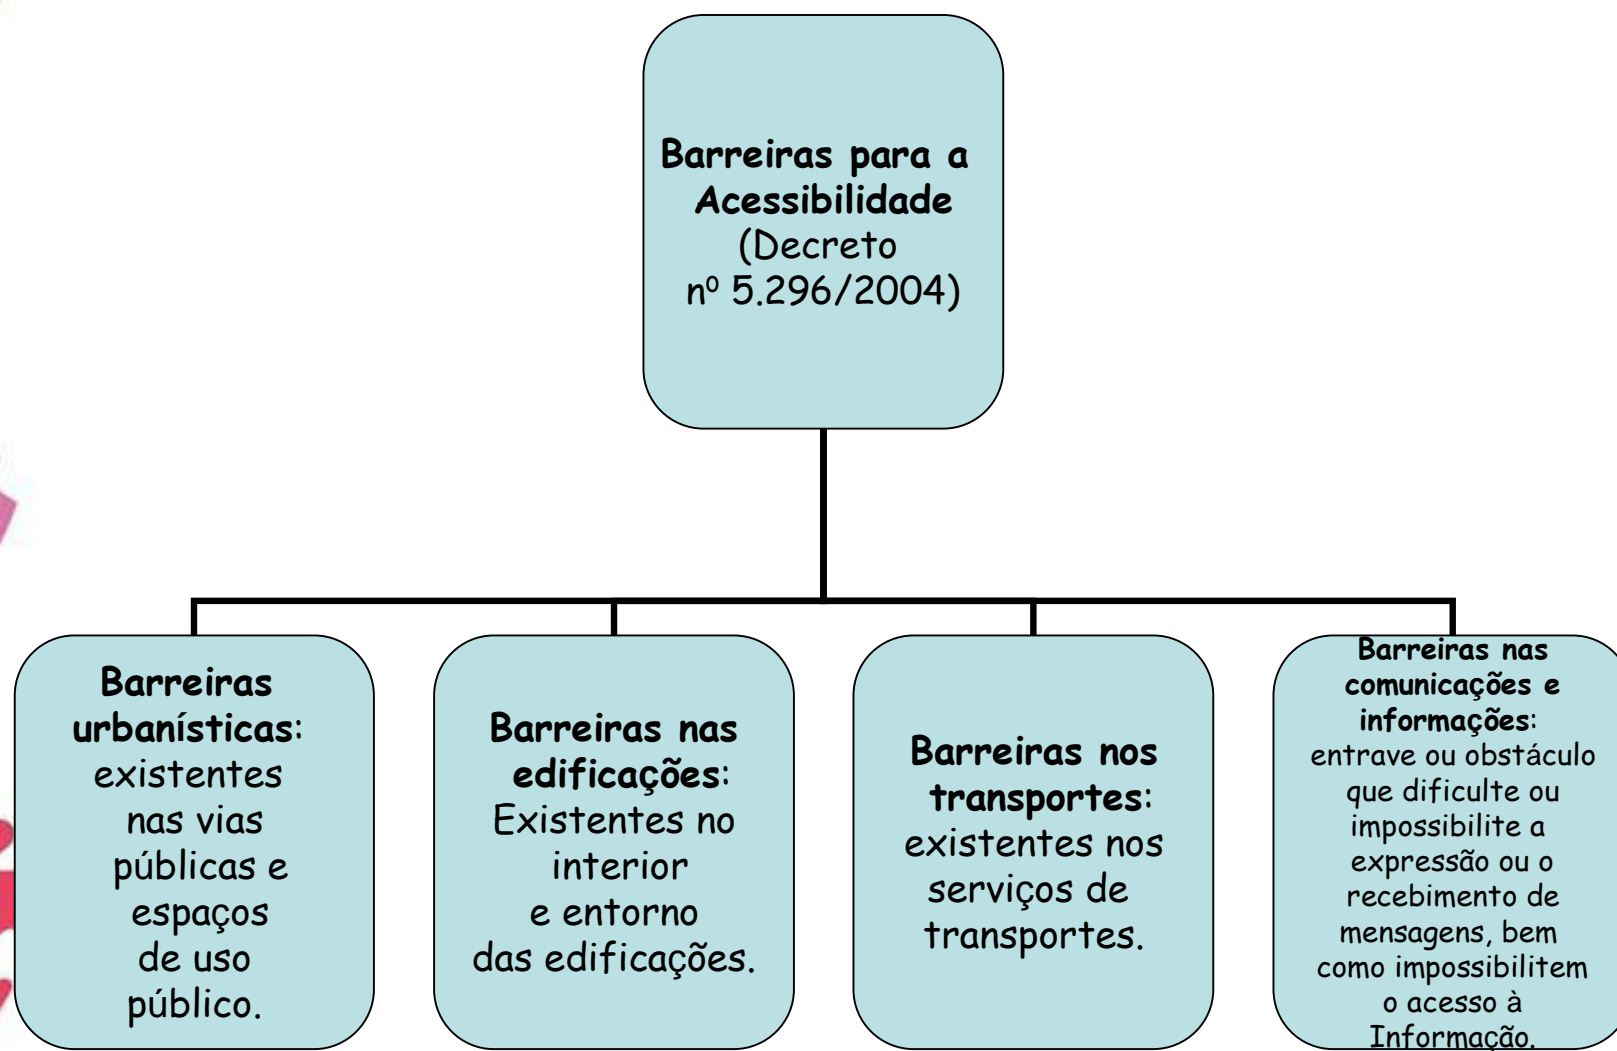 Barreiras para a
Acessibilidade
(Decreto
nº 5.296/2004)
Barreiras
urbanísticas:
existentes
nas vias
públicas e
espaços
de uso
público.
Barreiras nas
edificações:
Existentes no
interior
e entorno
das edificações.
Barreiras nos
transportes:
existentes nos
serviços de
transportes.
Barreiras nas
comunicações e
informações:
entrave ou obstáculo
que dificulte ou
impossibilite a
expressão ou o
recebimento de
mensagens, bem
como impossibilitem
o acesso à
Informação.